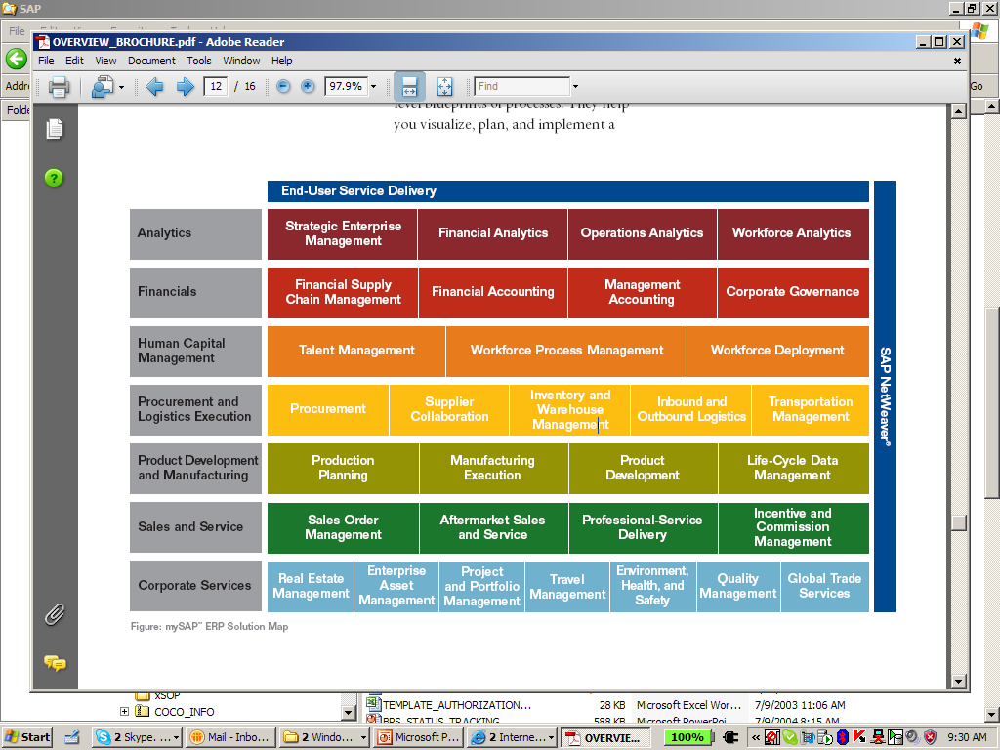 SAP
File
OVERVIEW_BROCHURE.pdf - Adobe Reader
File Edit View Document Tools Window Help
12 / 16 97.9% Find
Go
level blueprints of processes. They help
you visualize, plan, and implement a
End-User Service Delivery
Analytics
Strategic Enterprise
Management
Financial Analytics
Operations Analytics
Workforce Analytics
Financials
Financial Supply
Chain Management
Financial Accounting
Management
Accounting
Corporate Governance
Human Capital
Management
Talent Management
Workforce Process Management
Workforce Deployment
Procurement and
Logistics Execution
Procurement
Supplier
Collaboration
Inventory and
Warehouse
Management
Inbound and
Outbound Logistics
Transportation
Management
Product Development
and Manufacturing
Production
Planning
Manufacturing
Execution
Product
Development
Life-Cycle Data
Management
Sales and Service
Sales Order
Management
Aftermarket Sales
and Service
Professional-Service
Delivery
Incentive and
Commission
Management
Corporate Services
Real Estate
Management
Enterprise
Asset
Management
Project
and Portfolio
Management
Travel
Management
Environment,
Health, and
Safety
Quality
Management
Global Trade
Services
SAP NetWeaver®
Figure: mySAP™ ERP Solution Map
xSOP
COCO_INFO
TEMPLATE_AUTHORIZATION... 28 KB Microsoft Excel Wor... 7/9/2003 11:06 AM
BPS_STATUS_TRACKING 588 KB Microsoft PowerPoi 7/9/2004 8:15 AM
Start 2 Skype. ... Mail - Inbo... 2 Windo... Microsoft P... 2 Interne... OVERVIE... 100% « 9:30 AM